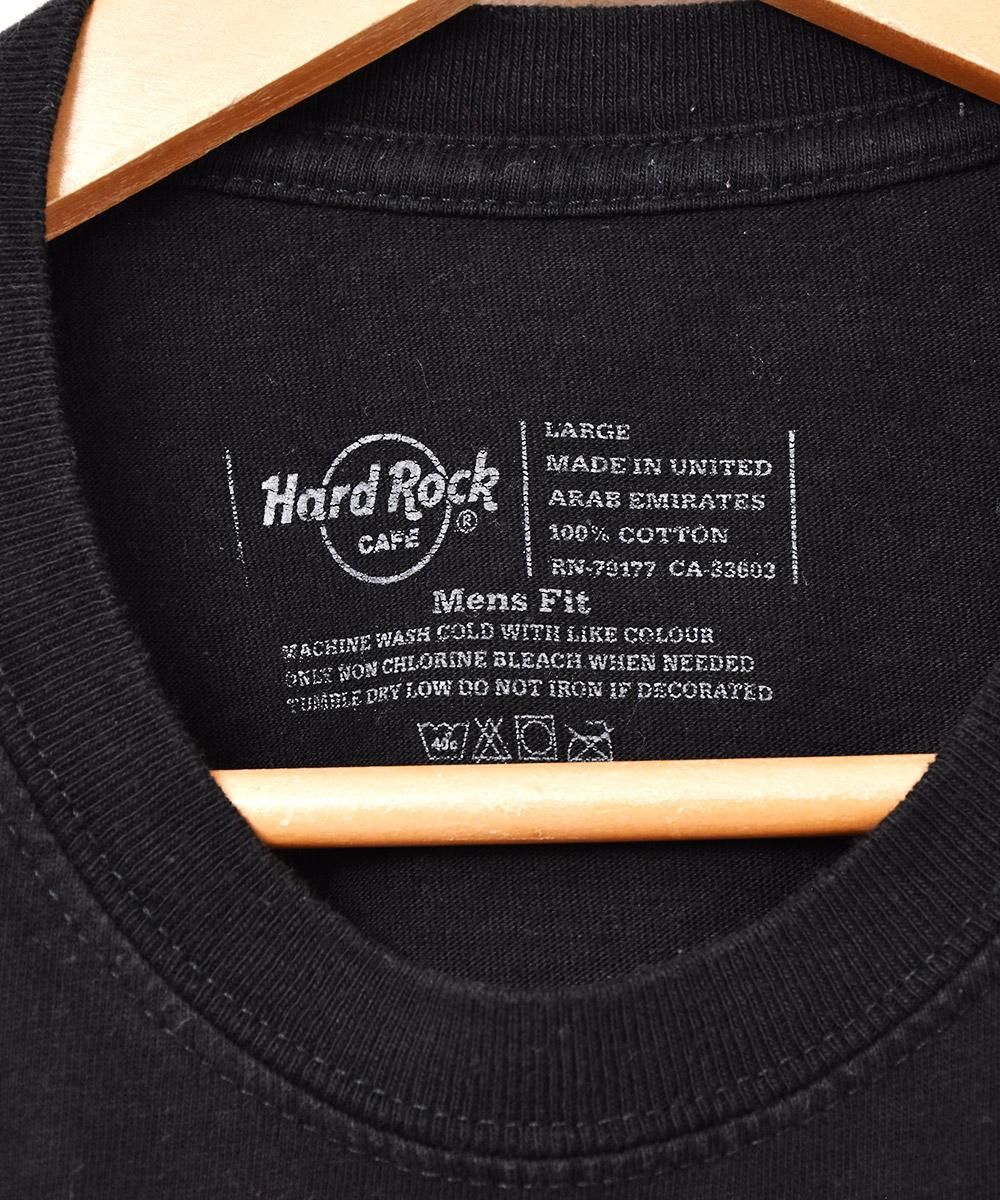 Hard Rock
®
CAFE
LARGE
MADE IN UNITED
ARAB EMIRATES
100% COTTON
RN-79177 CA-33603
Mens Fit
MACHINE WASH COLD WITH LIKE COLOUR
ONLY NON CHLORINE BLEACH WHEN NEEDED
TUMBLE DRY LOW DO NOT IRON IF DECORATED
40c